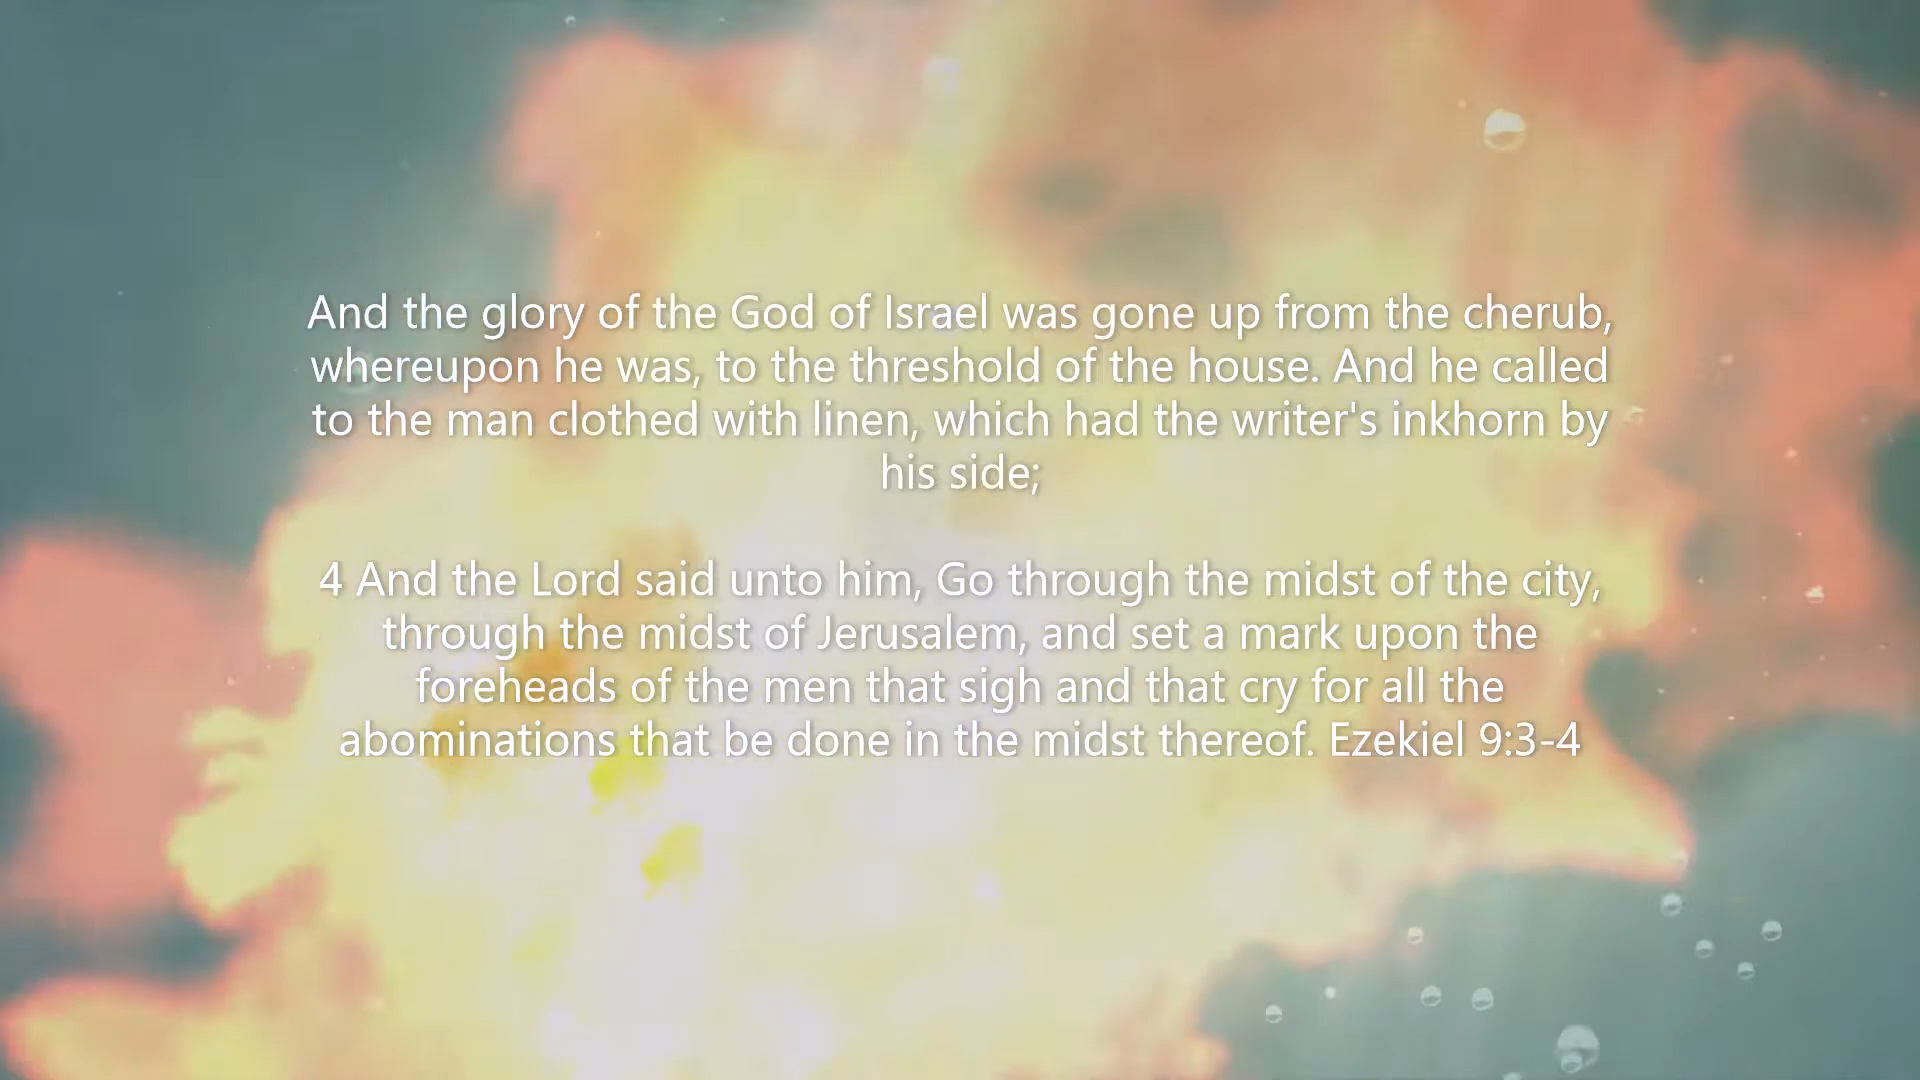 And the glory of the God of Israel was gone up from the cherub,
whereupon he was, to the threshold of the house. And he called
to the man clothed with linen, which had the writer's inkhorn by
his side;
4 And the Lord said unto him, Go through the midst of the city,
through the midst of Jerusalem, and set a mark upon the
foreheads of the men that sigh and that cry for all the
abominations that be done in the midst thereof. Ezekiel 9:3-4